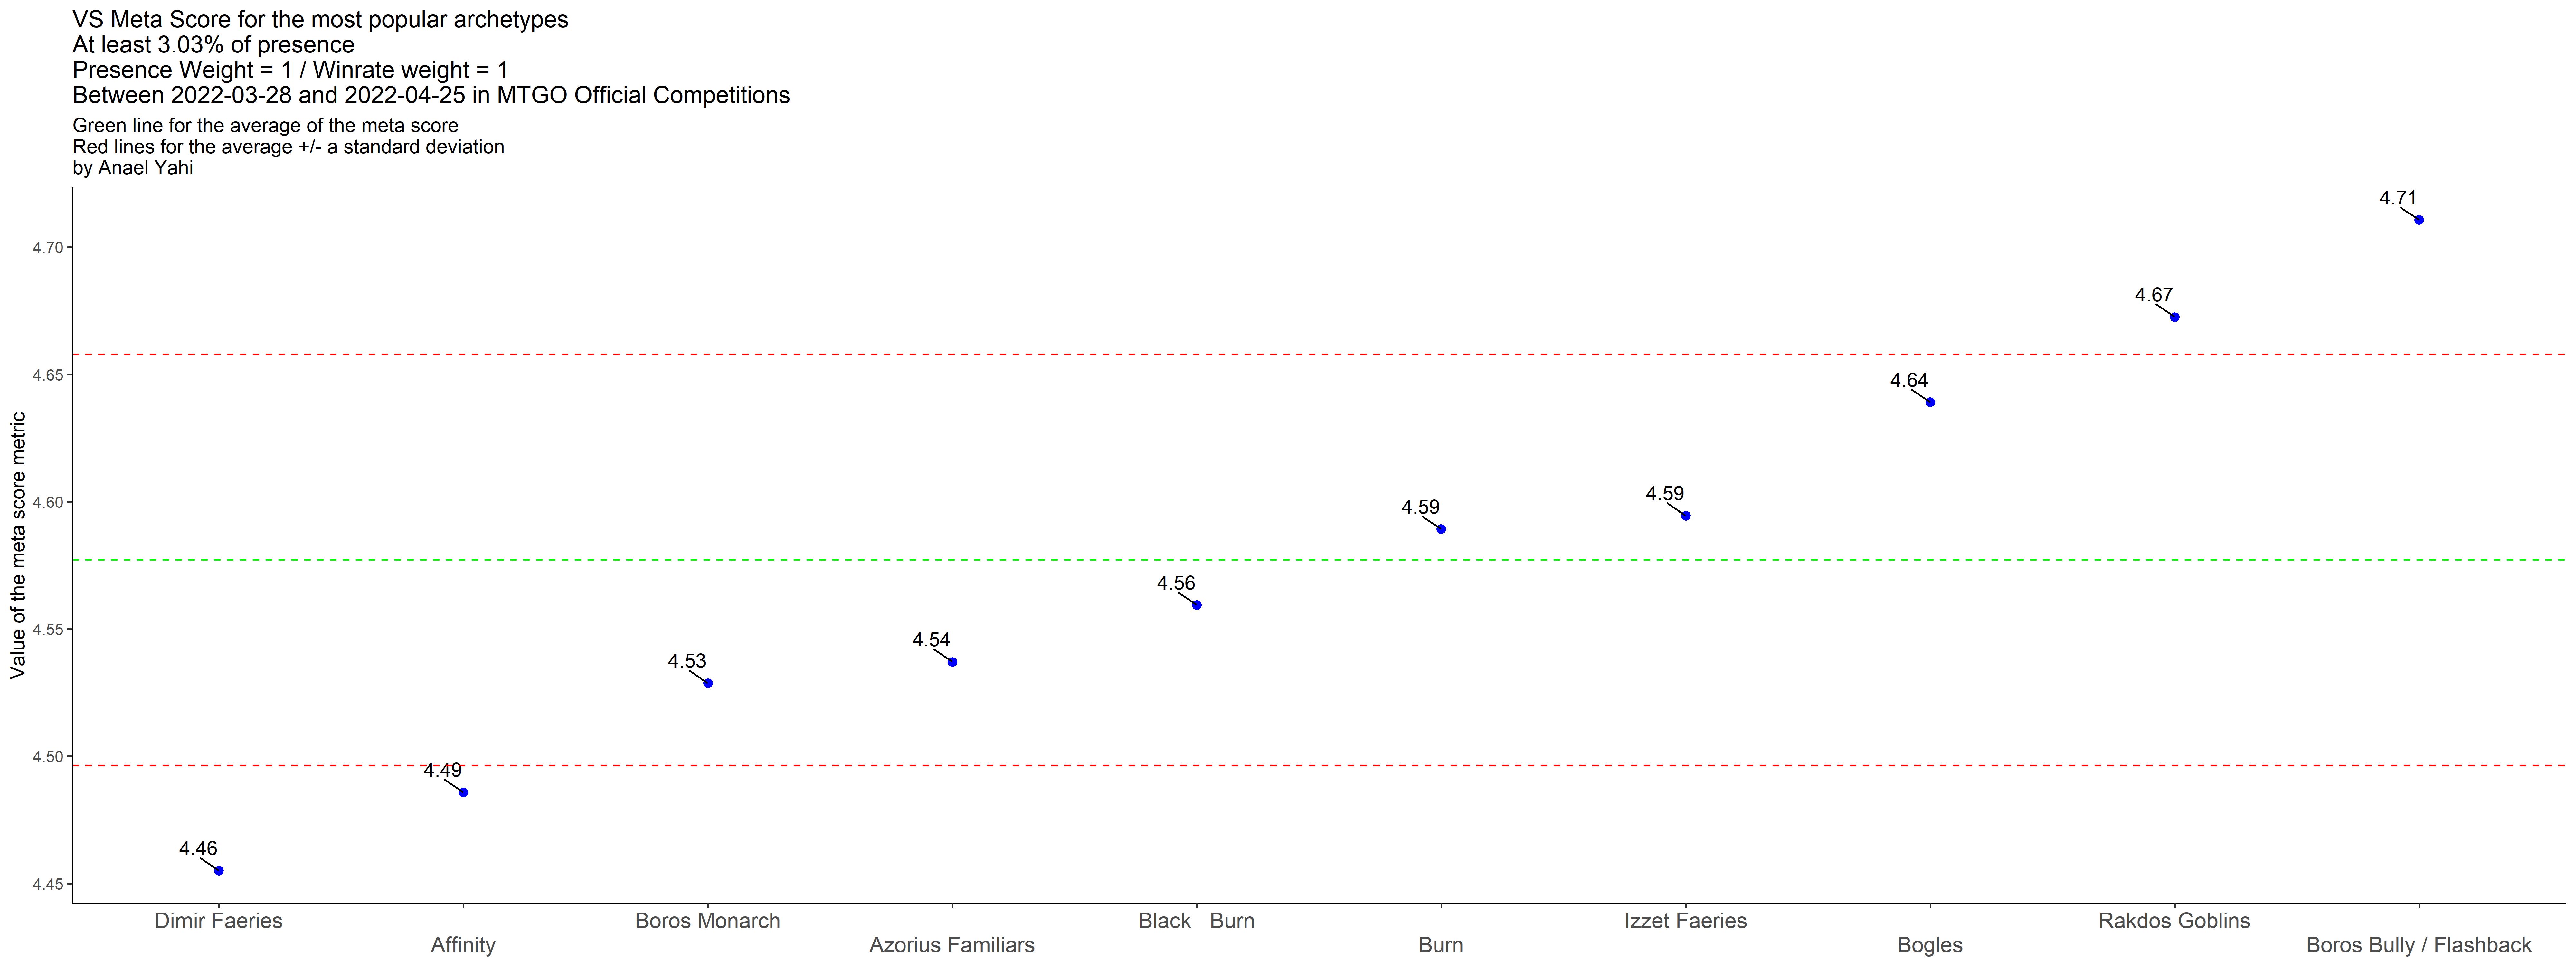 VS Meta Score for the most popular archetypes
At least 3.03% of presence
Presence Weight = 1 / Winrate weight = 1
Between 2022-03-28 and 2022-04-25 in MTGO Official Competitions
Green line for the average of the meta score
Red lines for the average +/- a standard deviation
by Anael Yahi
Value of the meta score metric
4.70
4.65
4.60
4.55
4.50
4.45
4.46
4.49
4.53
4.54
4.56
4.59
4.59
4.64
4.67
4.71
Dimir Faeries
Affinity
Boros Monarch
Azorius Familiars
Black   Burn
Burn
Izzet Faeries
Bogles
Rakdos Goblins
Boros Bully / Flashback